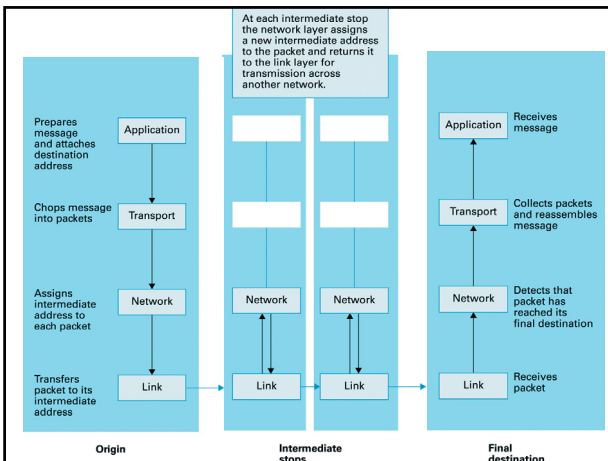 At each intermediate stop
the network layer assigns
a new intermediate address
to the packet and returns it
to the link layer for
transmission across
another network.
Prepares
message
and attaches
destination
address
Application
Application
Receives
message
Chops message
into packets
Transport
Transport
Collects packets
and reassembles
message
Assigns
intermediate
address to
each packet
Network
Network
Network
Network
Detects that
packet has
reached its
final destination
Transfers
packet to its
intermediate
address
Link
Link
Link
Link
Receives
packet
Origin
Intermediate
stops
Final
destination